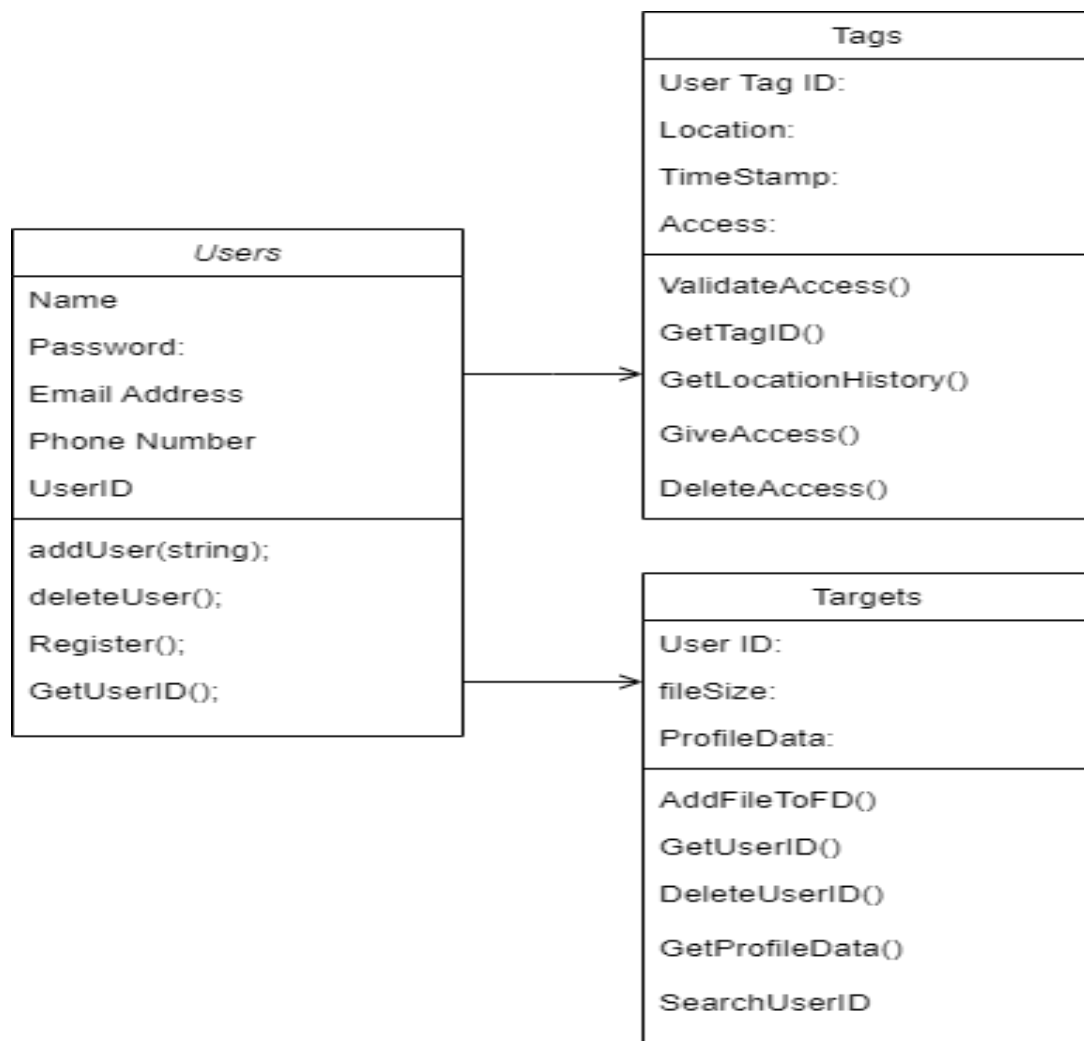 Users
Name
Password:
Email Address
Phone Number
UserID
addUser(string);
deleteUser();
Register();
GetUserID();
Tags
User Tag ID:
Location:
TimeStamp:
Access:
ValidateAccess()
GetTagID()
GetLocationHistory()
GiveAccess()
DeleteAccess()
Targets
User ID:
fileSize:
ProfileData:
AddFileToFD()
GetUserID()
DeleteUserID()
GetProfileData()
SearchUserID